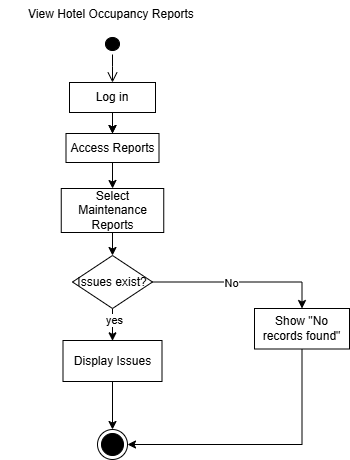 View Hotel Occupancy Reports
Log in
Access Reports
Select
Maintenance
Reports
Issues exist?
No
yes
Show "No
records found"
Display Issues